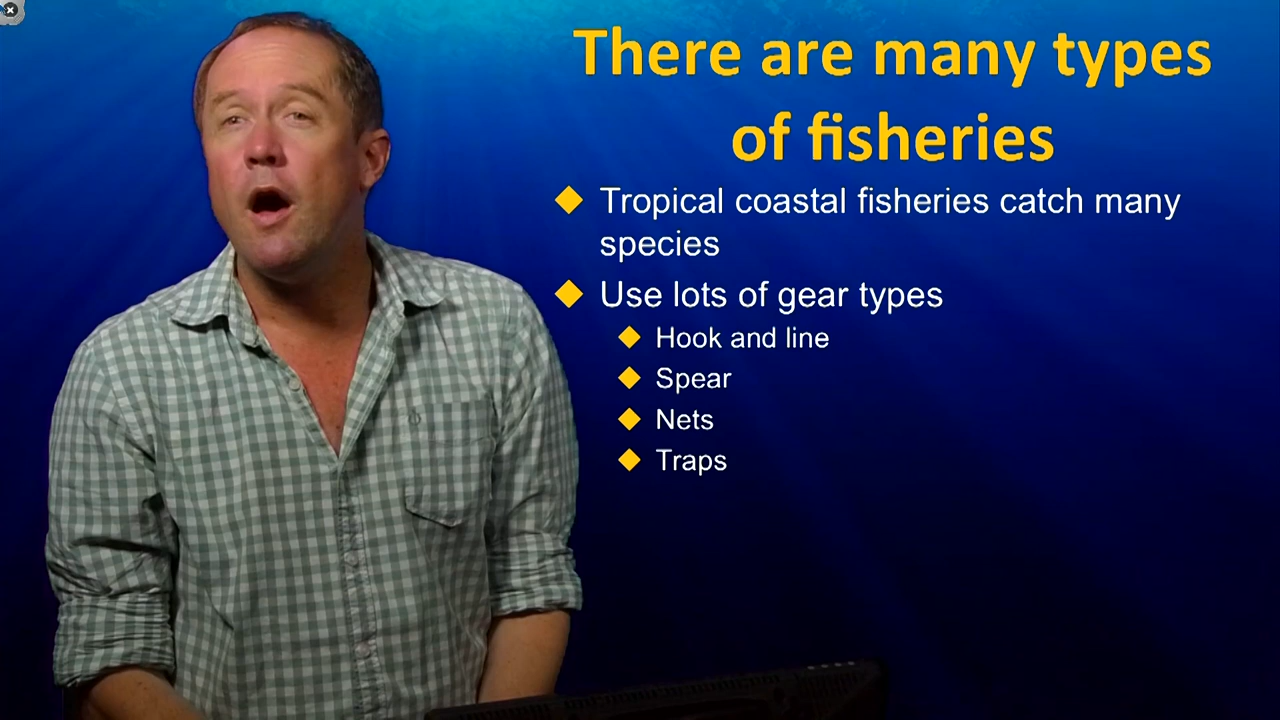 There are many types
of fisheries
Tropical coastal fisheries catch many
species
Use lots of gear types
Hook and line
Spear
Nets
Traps